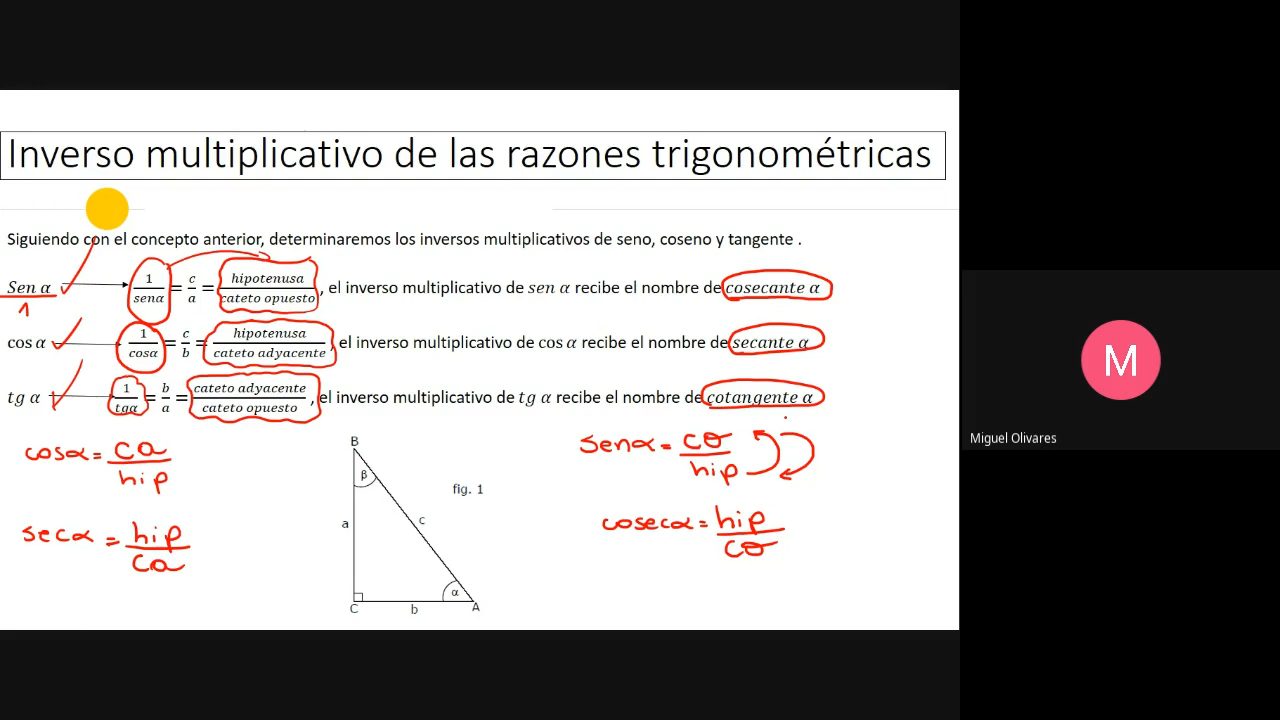 Inverso multiplicativo de las razones trigonométricas
Siguiendo con el concepto anterior, determinaremos los inversos multiplicativos de seno, coseno y tangente .
Sen α / 1 → 1/senα = c/a = hipotenusa/cateto opuesto , el inverso multiplicativo de sen α recibe el nombre de cosecante α
cos α → 1/cosα = c/b = hipotenusa/cateto adyacente , el inverso multiplicativo de cos α recibe el nombre de secante α
tg α → 1/tgα = b/a = cateto adyacente/cateto opuesto , el inverso multiplicativo de tg α recibe el nombre de cotangente α
cosα = ca/hip
secα = hip/ca
B
β
fig. 1
a
c
α
C
b
A
senα = co/hip
cosecα = hip/co
M
Miguel Olivares